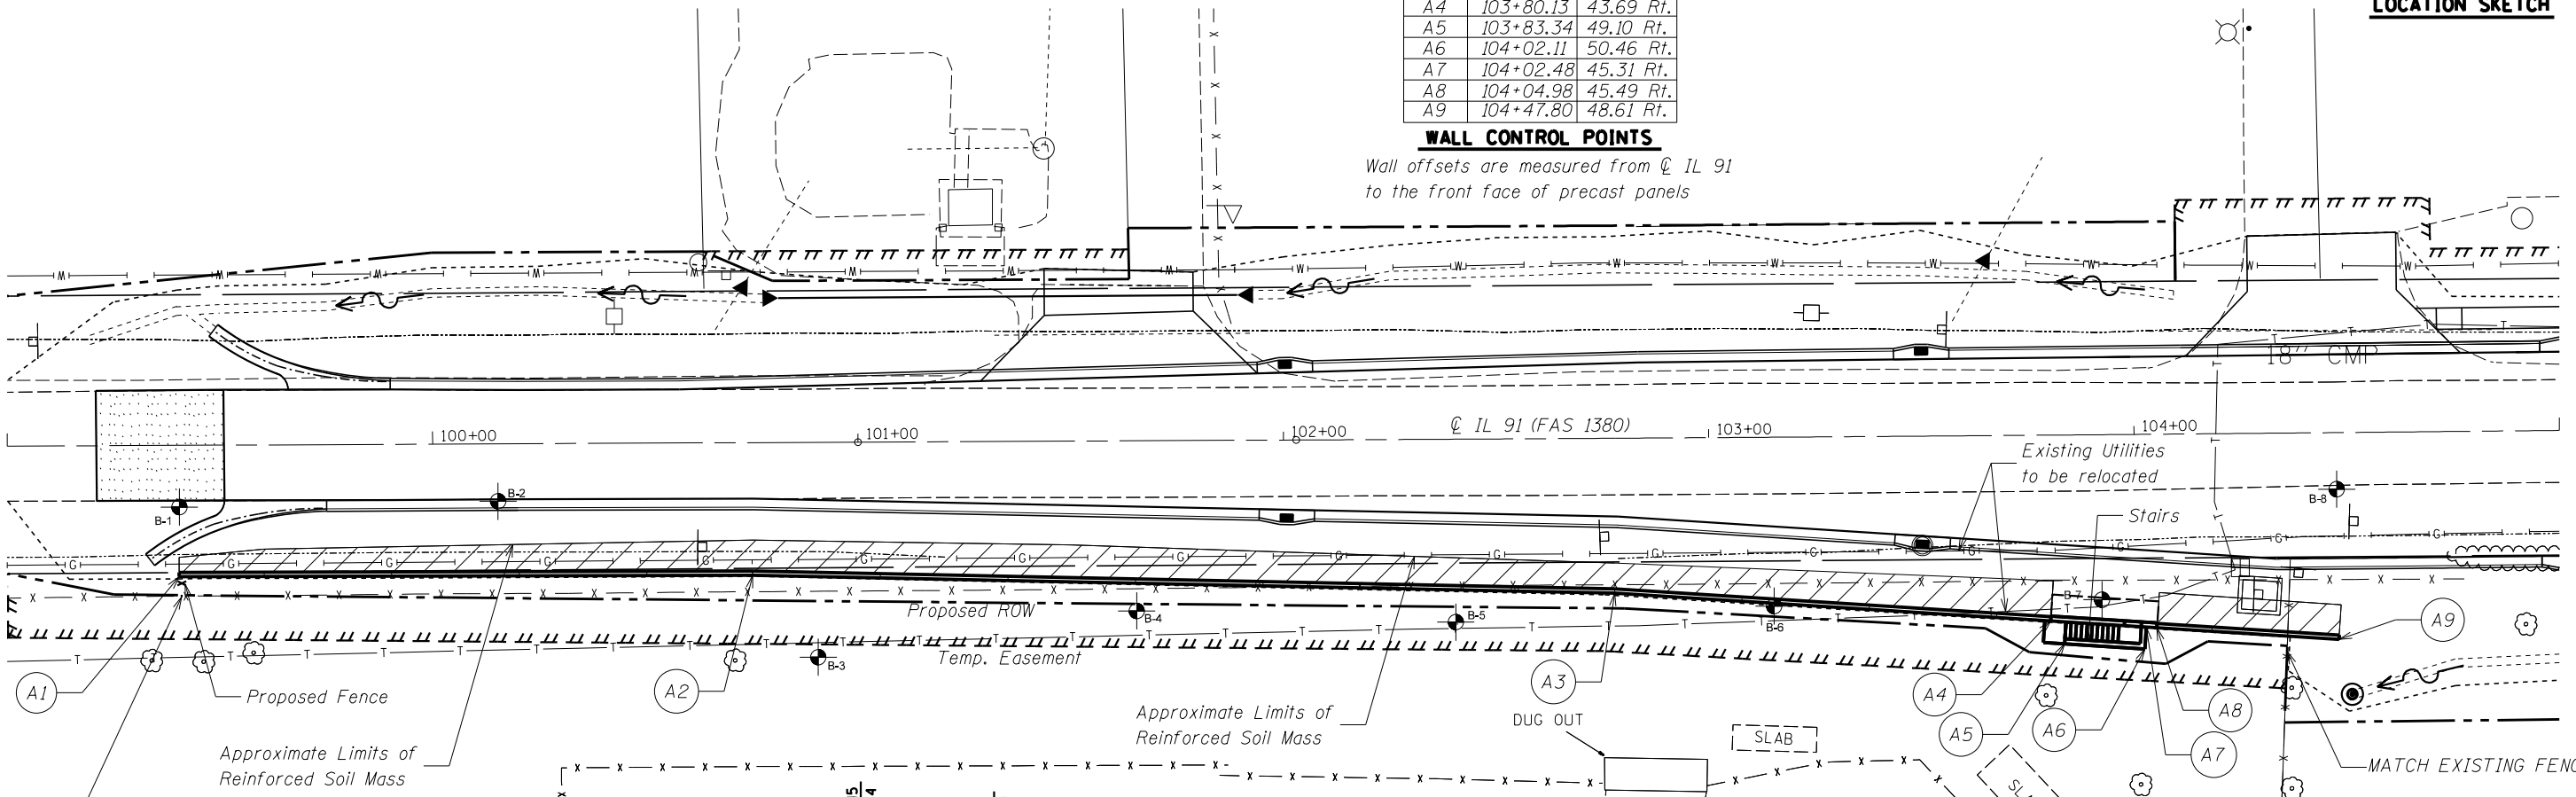 LOCATION SKETCH
A4 103+80.13 43.69 Rt.
A5 103+83.34 49.10 Rt.
A6 104+02.11 50.46 Rt.
A7 104+02.48 45.31 Rt.
A8 104+04.98 45.49 Rt.
A9 104+47.80 48.61 Rt.
WALL CONTROL POINTS
Wall offsets are measured from ℄ IL 91
to the front face of precast panels
W W W W W W W W W W W W W W W
T T T
18" CMP
100+00 101+00 102+00 ℄ IL 91 (FAS 1380) 103+00 104+00
Existing Utilities
to be relocated
B-1
B-2
B-8
Stairs
G G G G G G G G G G G G G G G
B-7
Proposed ROW
B-4
B-5
B-6
B-3
Temp. Easement
A1
Proposed Fence
A2
A3
A4
A5
A6
A7
A8
A9
Approximate Limits of
Reinforced Soil Mass
Approximate Limits of
Reinforced Soil Mass
DUG OUT
SLAB
MATCH EXISTING FENC